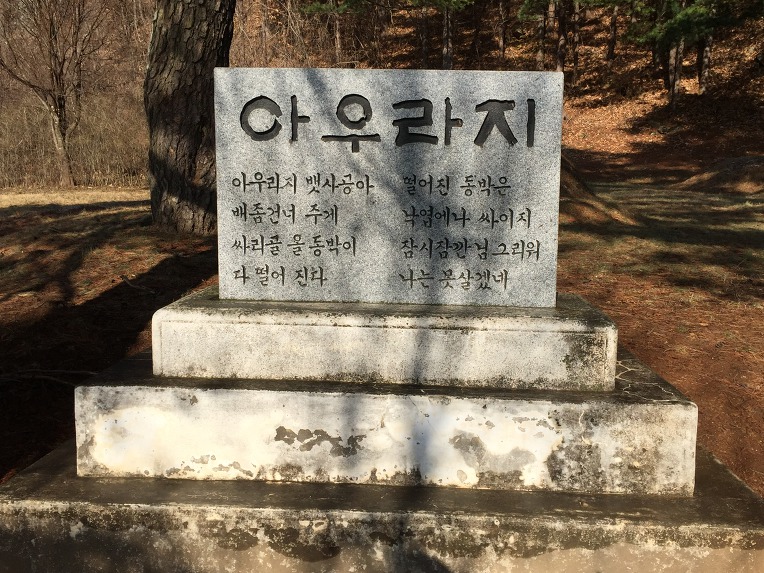 아우라지
아우라지 뱃사공아
배좀건너 주게
싸리골 올동박이
다 떨어 진다
떨어진 동박은
낙엽에나 싸이지
잠시잠깐 님그리워
나는 못살겠네